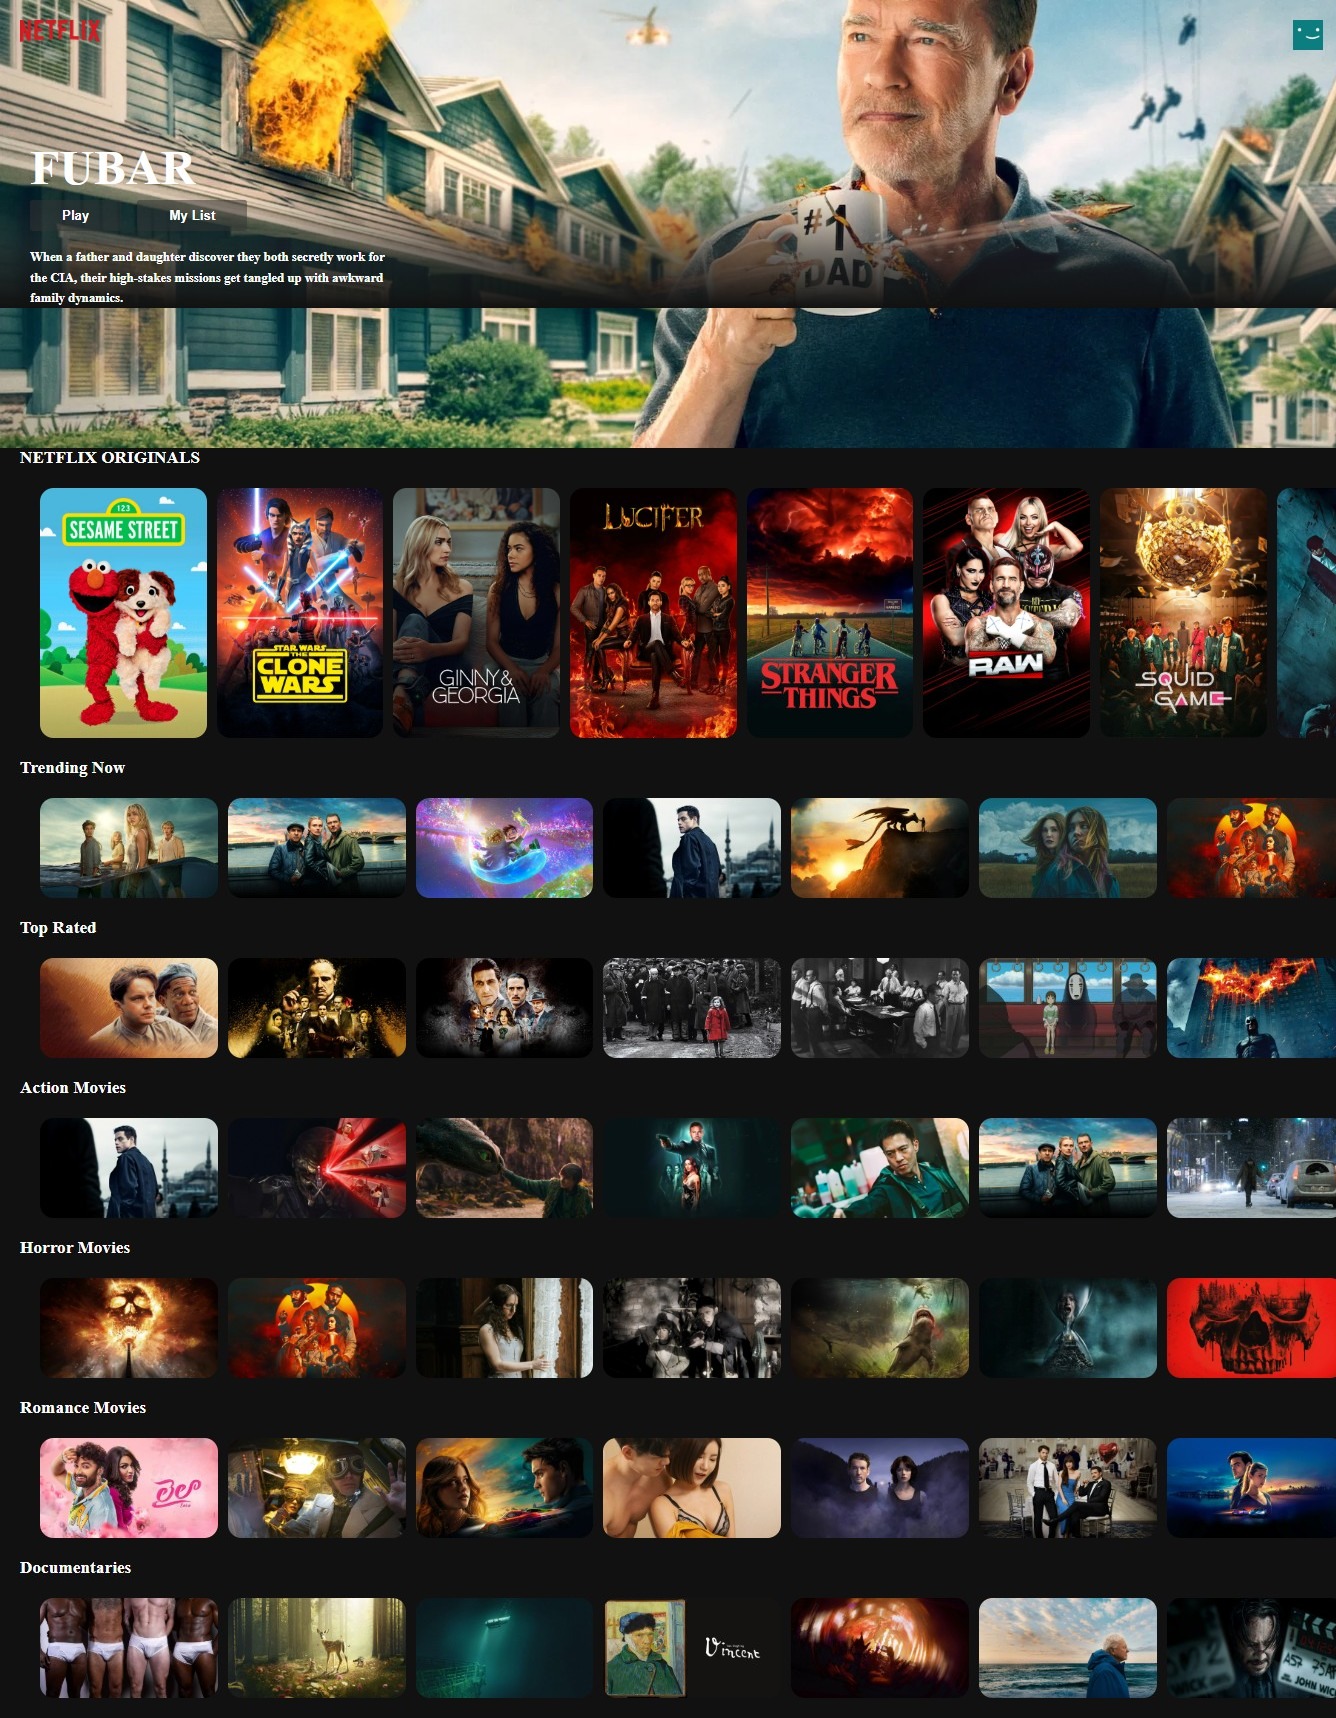 NETFLIX
FUBAR
Play
My List
When a father and daughter discover they both secretly work for
the CIA, their high-stakes missions get tangled up with awkward
family dynamics.
#1
DAD
NETFLIX ORIGINALS
123
SESAME STREET
STAR WARS
THE
CLONE
WARS
GINNY &
GEORGIA
LUCIFER
STRANGER
THINGS
RAW
SQUID
GAME
Trending Now
Top Rated
Action Movies
Horror Movies
Romance Movies
లైలా
Documentaries
Vincent
JOHN WIC
WICK